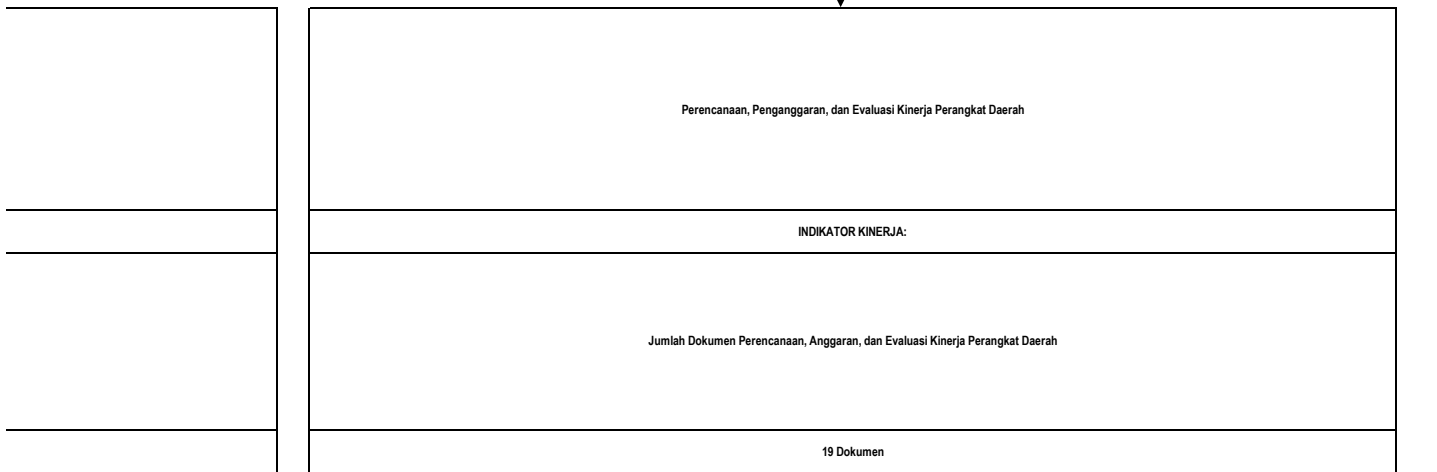 Perencanaan, Penganggaran, dan Evaluasi Kinerja Perangkat Daerah
INDIKATOR KINERJA:
Jumlah Dokumen Perencanaan, Anggaran, dan Evaluasi Kinerja Perangkat Daerah
19 Dokumen